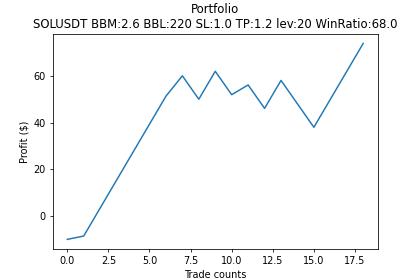 Portfolio
SOLUSDT BBM:2.6 BBL:220 SL:1.0 TP:1.2 lev:20 WinRatio:68.0
Profit ($)
60
40
20
0
0.0 2.5 5.0 7.5 10.0 12.5 15.0 17.5
Trade counts